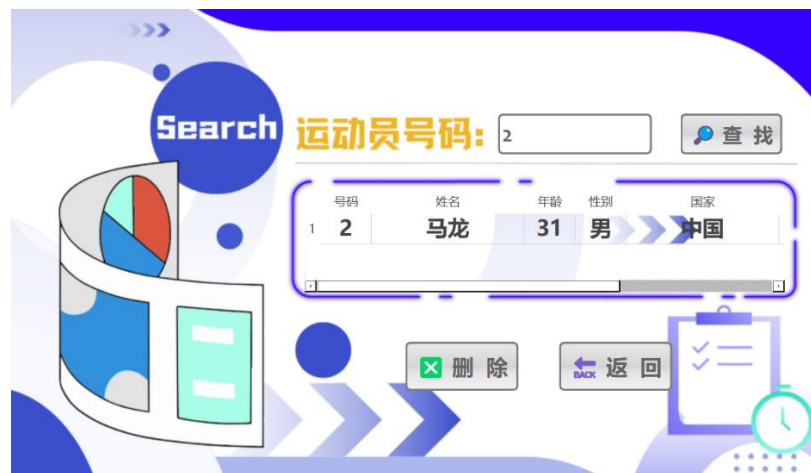 Search
运动员号码: 2 查 找
号码 姓名 年龄 性别 国家
1 2 马龙 31 男 中国
删 除 BACK 返 回